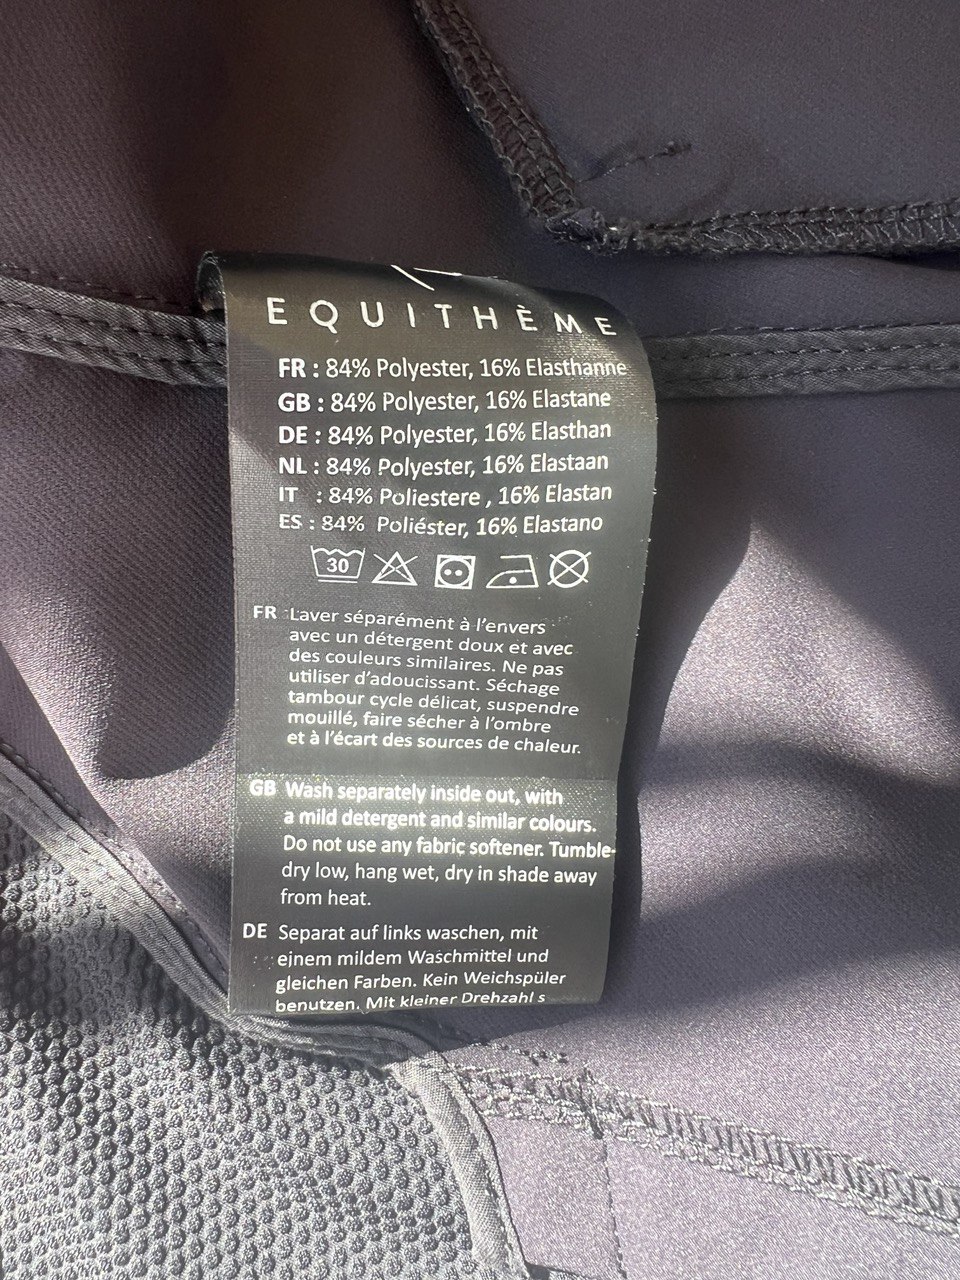 EQUITHÈME
FR : 84% Polyester, 16% Elasthanne
GB : 84% Polyester, 16% Elastane
DE : 84% Polyester, 16% Elasthan
NL : 84% Polyester, 16% Elastaan
IT : 84% Poliestere , 16% Elastan
ES : 84% Poliéster, 16% Elastano
30
FR Laver séparément à l'envers
avec un détergent doux et avec
des couleurs similaires. Ne pas
utiliser d'adoucissant. Séchage
tambour cycle délicat, suspendre
mouillé, faire sécher à l'ombre
et à l'écart des sources de chaleur.
GB Wash separately inside out, with
a mild detergent and similar colours.
Do not use any fabric softener. Tumble-
dry low, hang wet, dry in shade away
from heat.
DE Separat auf links waschen, mit
einem mildem Waschmittel und
gleichen Farben. Kein Weichspüler
benutzen. Mit kleiner Drehzahl s